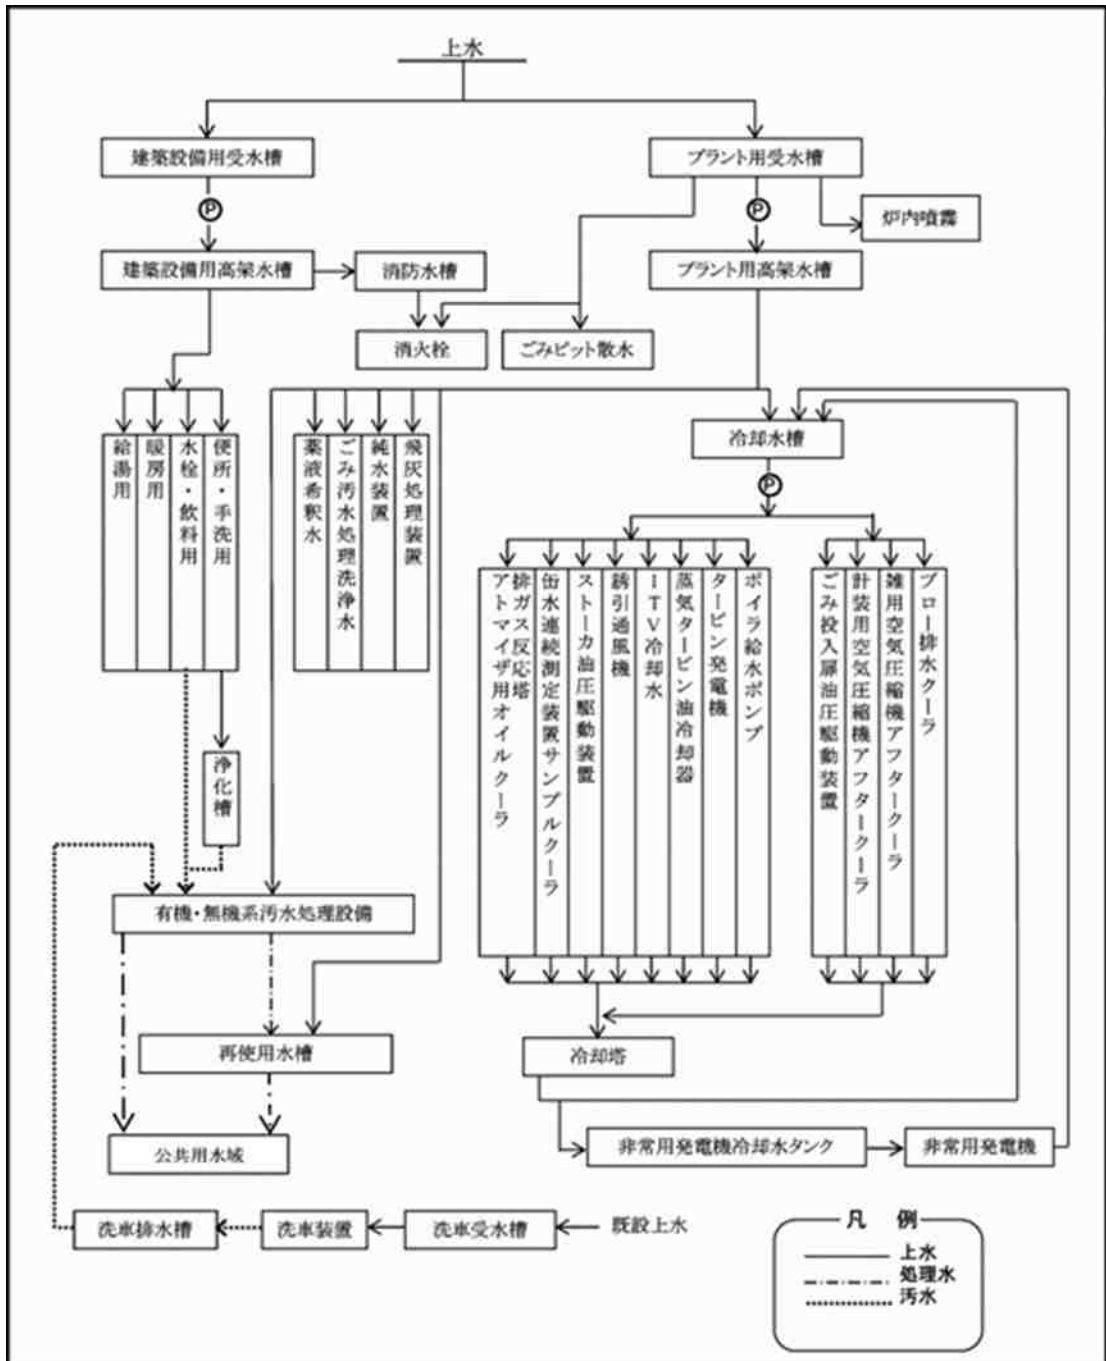 上水
建築設備用受水槽
プラント用受水槽
P
P
炉内噴霧
建築設備用高架水槽
消防水槽
プラント用高架水槽
消火栓
ごみピット散水
冷却水槽
P
給湯用
暖房用
水栓・飲料用
便所・手洗用
薬液希釈水
ごみ汚水処理洗浄水
純水装置
飛灰処理装置
排ガス反応塔
アトマイザ用オイルクーラ
缶水連続測定装置サンプルクーラ
ストーカ油圧駆動装置
誘引通風機
ITV冷却水
蒸気タービン油冷却器
タービン発電機
ボイラ給水ポンプ
ごみ投入扉油圧駆動装置
計装用空気圧縮機アフタークーラ
雑用空気圧縮機アフタークーラ
ブロー排水クーラ
浄化槽
有機・無機系汚水処理設備
再使用水槽
冷却塔
公共用水域
非常用発電機冷却水タンク
非常用発電機
洗車排水槽
洗車装置
洗車受水槽
既設上水
凡 例
上水
処理水
汚水